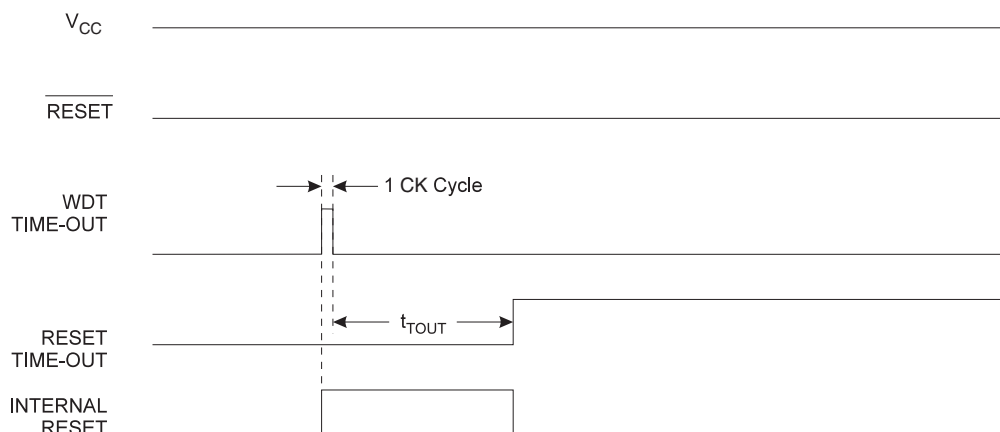 VCC
RESET
1 CK Cycle
WDT
TIME-OUT
tTOUT
RESET
TIME-OUT
INTERNAL
RESET